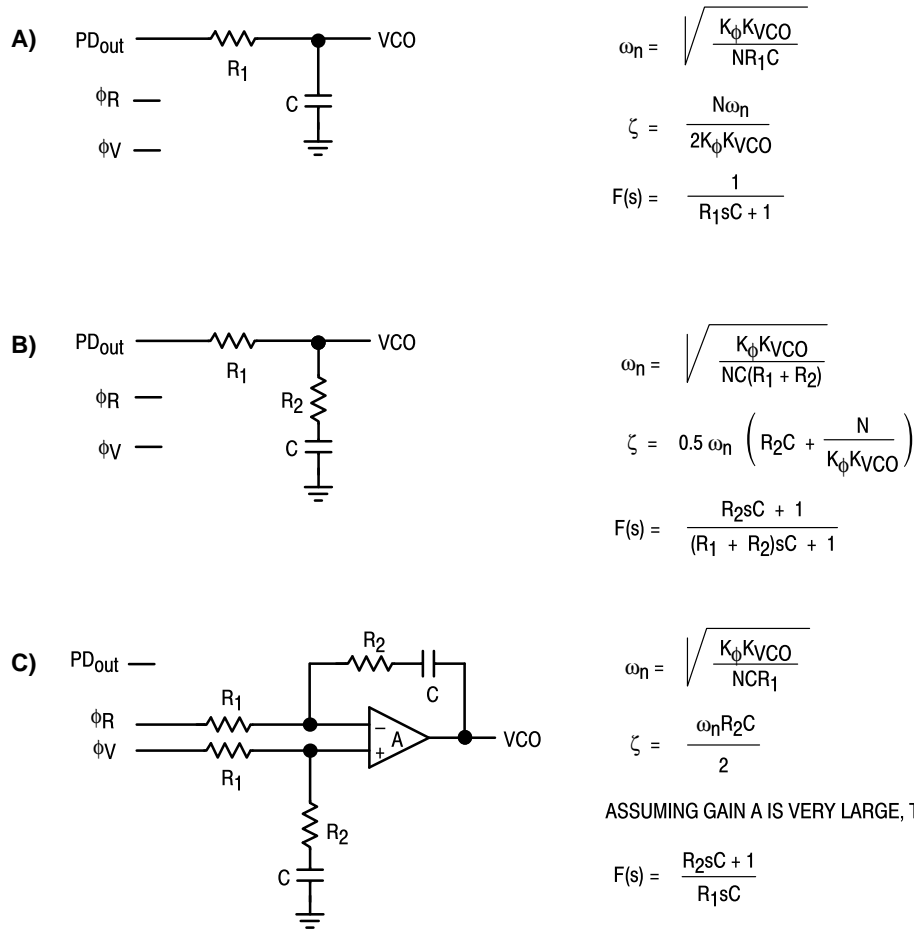 A)
PDout
R1
VCO
ϕR
C
ϕV
ωn = √ KϕKVCO / NR1C
ζ = Nωn / 2KϕKVCO
F(s) = 1 / R1sC + 1
B)
PDout
R1
VCO
ϕR
R2
ϕV
C
ωn = √ KϕKVCO / NC(R1 + R2)
ζ = 0.5 ωn ( R2C + N / KϕKVCO )
F(s) = R2sC + 1 / (R1 + R2)sC + 1
C)
PDout
R2
C
ϕR
R1
ϕV
R1
−
+
A
VCO
R2
C
ωn = √ KϕKVCO / NCR1
ζ = ωnR2C / 2
ASSUMING GAIN A IS VERY LARGE, T
F(s) = R2sC + 1 / R1sC